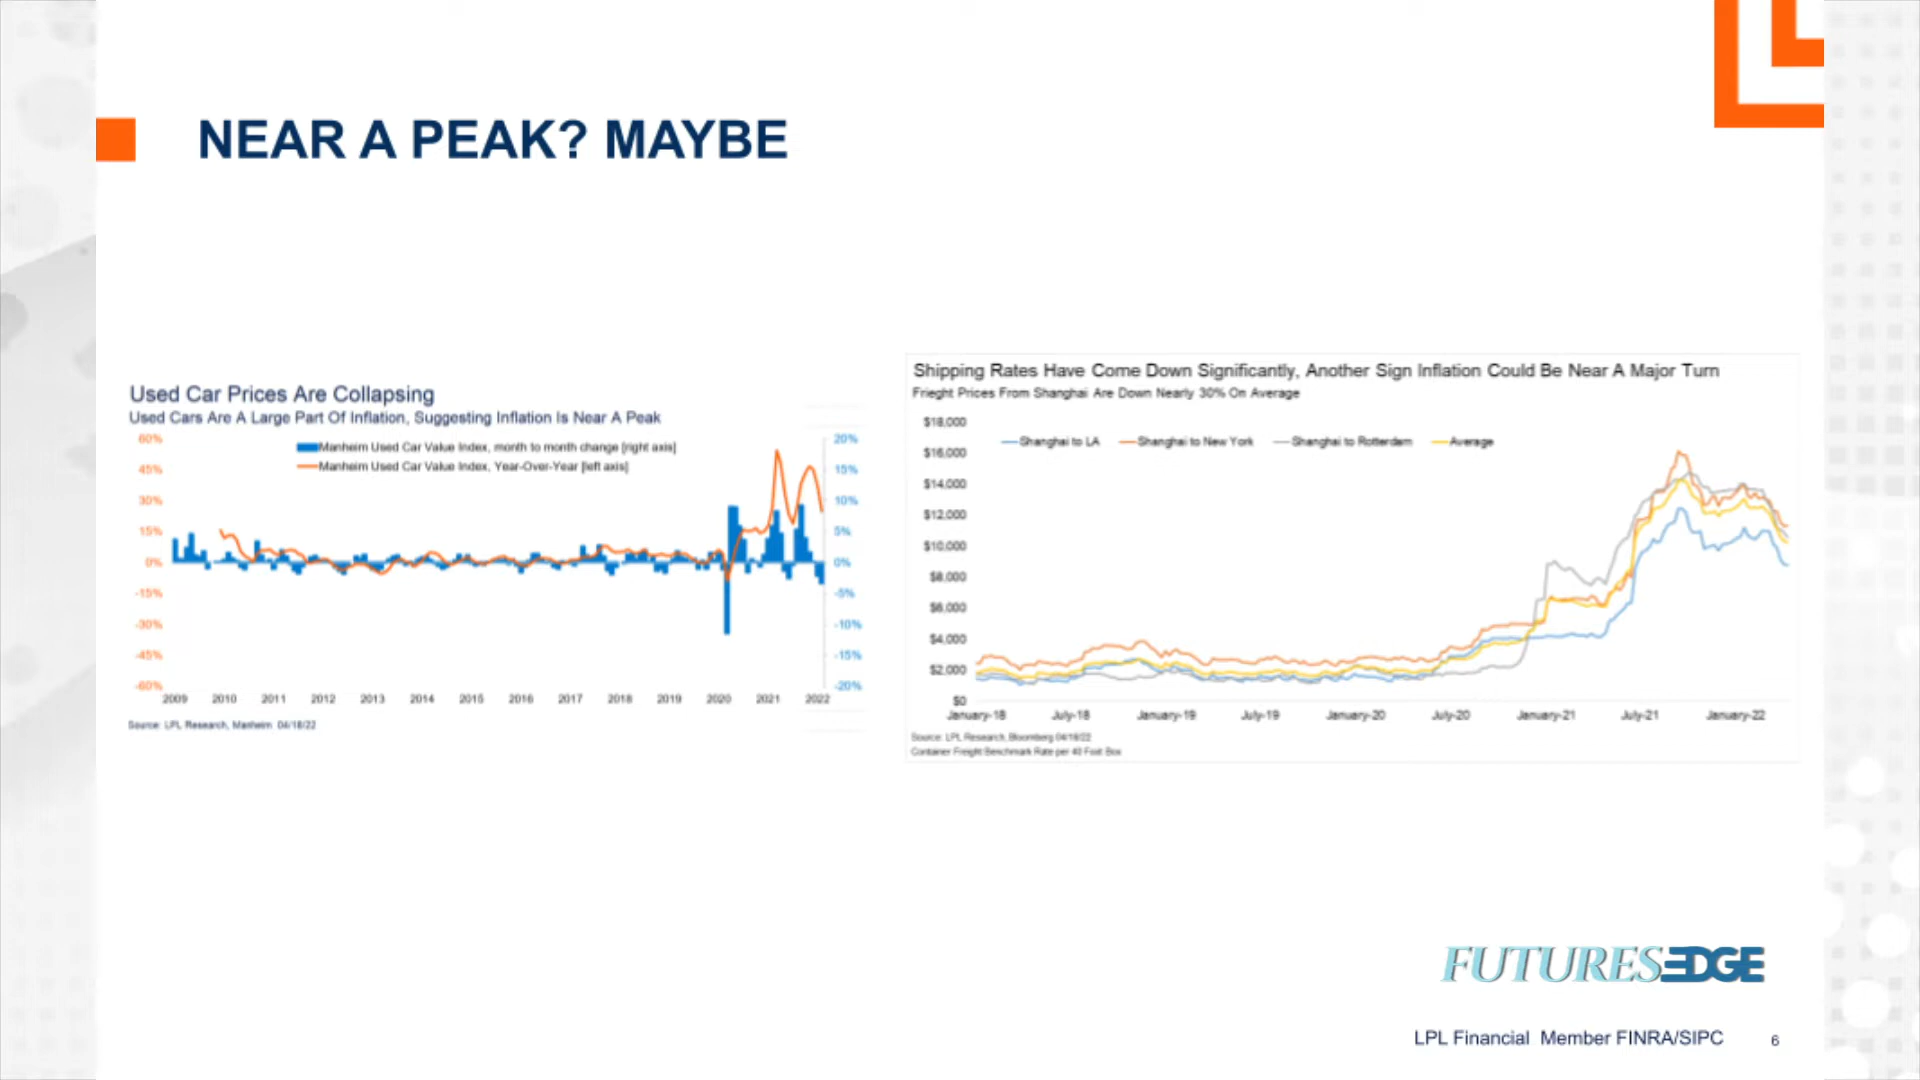 NEAR A PEAK? MAYBE
Used Car Prices Are Collapsing
Used Cars Are A Large Part Of Inflation, Suggesting Inflation Is Near A Peak
Manheim Used Car Value Index, month to month change [right axis]
Manheim Used Car Value Index, Year-Over-Year [left axis]
60%
45%
30%
15%
0%
-15%
-30%
-45%
-60%
20%
15%
10%
5%
0%
-5%
-10%
-15%
-20%
2009 2010 2011 2012 2013 2014 2015 2016 2017 2018 2019 2020 2021 2022
Source: LPL Research, Manheim 04/18/22
Shipping Rates Have Come Down Significantly, Another Sign Inflation Could Be Near A Major Turn
Frieght Prices From Shanghai Are Down Nearly 30% On Average
Shanghai to LA Shanghai to New York Shanghai to Rotterdam Average
$18,000
$16,000
$14,000
$12,000
$10,000
$8,000
$6,000
$4,000
$2,000
$0
January-18 July-18 January-19 July-19 January-20 July-20 January-21 July-21 January-22
Source: LPL Research, Bloomberg 04/18/22
Container Freight Benchmark Rate per 40 Foot Box
FUTURESEDGE
LPL Financial Member FINRA/SIPC 6